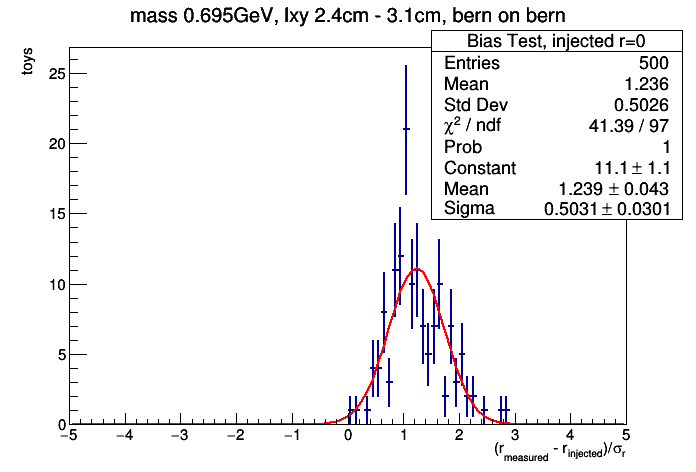 mass 0.695GeV, lxy 2.4cm - 3.1cm, bern on bern
Bias Test, injected r=0
Entries 500
Mean 1.236
Std Dev 0.5026
χ² / ndf 41.39 / 97
Prob 1
Constant 11.1 ± 1.1
Mean 1.239 ± 0.043
Sigma 0.5031 ± 0.0301
toys
25
20
15
10
5
0
−5 −4 −3 −2 −1 0 1 2 3 4 5
(r_measured - r_injected)/σ_r